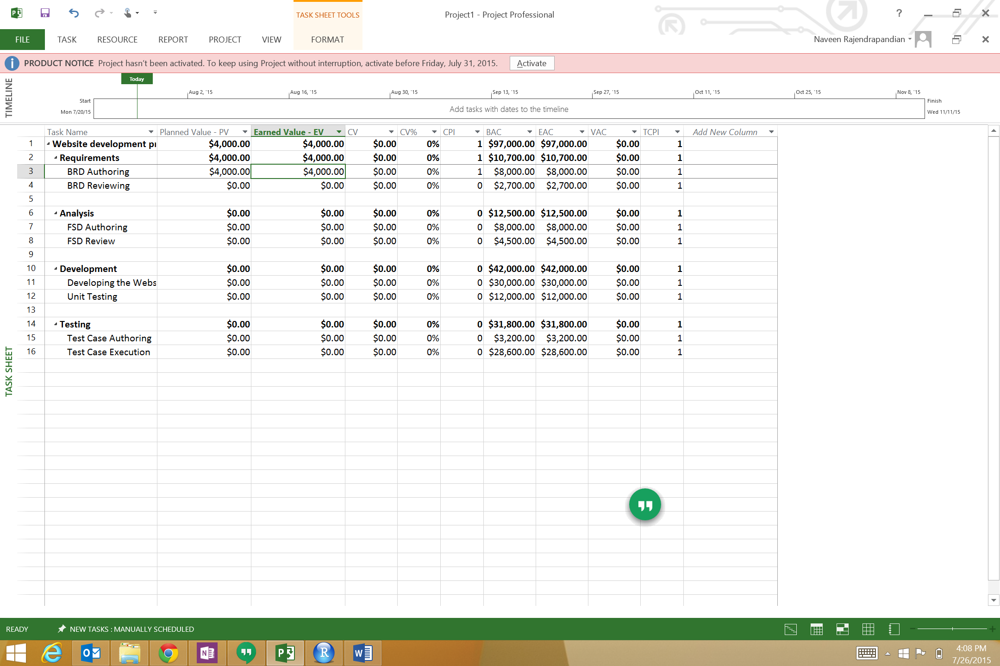 TASK SHEET TOOLS
Project1 - Project Professional
?
FILE TASK RESOURCE REPORT PROJECT VIEW FORMAT
Naveen Rajendrapandian
PRODUCT NOTICE Project hasn't been activated. To keep using Project without interruption, activate before Friday, July 31, 2015. Activate
TIMELINE
Today
Aug 2, '15 Aug 16, '15 Aug 30, '15 Sep 13, '15 Sep 27, '15 Oct 11, '15 Oct 25, '15 Nov 8, '15
Start
Mon 7/20/15
Add tasks with dates to the timeline
Finish
Wed 11/11/15
Task Name Planned Value - PV Earned Value - EV CV CV% CPI BAC EAC VAC TCPI Add New Column
1 Website development pr $4,000.00 $4,000.00 $0.00 0% 1 $97,000.00 $97,000.00 $0.00 1
2 Requirements $4,000.00 $4,000.00 $0.00 0% 1 $10,700.00 $10,700.00 $0.00 1
3 BRD Authoring $4,000.00 $4,000.00 $0.00 0% 1 $8,000.00 $8,000.00 $0.00 1
4 BRD Reviewing $0.00 $0.00 $0.00 0% 0 $2,700.00 $2,700.00 $0.00 1
5
6 Analysis $0.00 $0.00 $0.00 0% 0 $12,500.00 $12,500.00 $0.00 1
7 FSD Authoring $0.00 $0.00 $0.00 0% 0 $8,000.00 $8,000.00 $0.00 1
8 FSD Review $0.00 $0.00 $0.00 0% 0 $4,500.00 $4,500.00 $0.00 1
9
10 Development $0.00 $0.00 $0.00 0% 0 $42,000.00 $42,000.00 $0.00 1
11 Developing the Webs $0.00 $0.00 $0.00 0% 0 $30,000.00 $30,000.00 $0.00 1
12 Unit Testing $0.00 $0.00 $0.00 0% 0 $12,000.00 $12,000.00 $0.00 1
13
14 Testing $0.00 $0.00 $0.00 0% 0 $31,800.00 $31,800.00 $0.00 1
15 Test Case Authoring $0.00 $0.00 $0.00 0% 0 $3,200.00 $3,200.00 $0.00 1
16 Test Case Execution $0.00 $0.00 $0.00 0% 0 $28,600.00 $28,600.00 $0.00 1
TASK SHEET
READY NEW TASKS : MANUALLY SCHEDULED
4:08 PM
7/26/2015